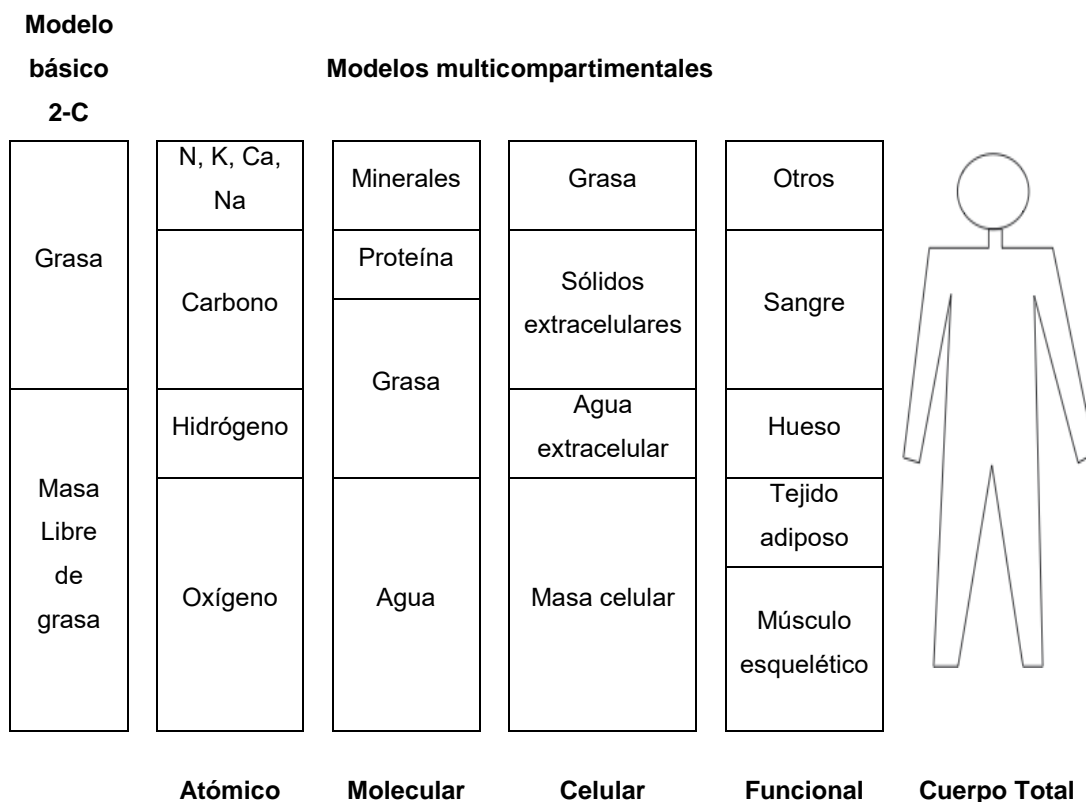 Modelo
básico
2-C
Modelos multicompartimentales
Grasa
Masa
Libre
de
grasa
N, K, Ca,
Na
Carbono
Hidrógeno
Oxígeno
Minerales
Proteína
Grasa
Agua
Grasa
Sólidos
extracelulares
Agua
extracelular
Masa celular
Otros
Sangre
Hueso
Tejido
adiposo
Músculo
esquelético
Atómico
Molecular
Celular
Funcional
Cuerpo Total